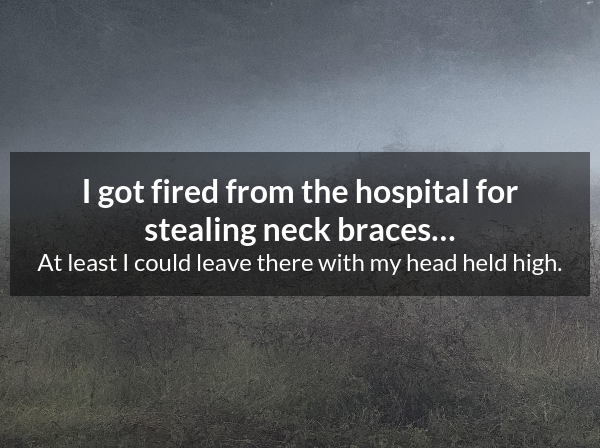 I got fired from the hospital for
stealing neck braces...
At least I could leave there with my head held high.